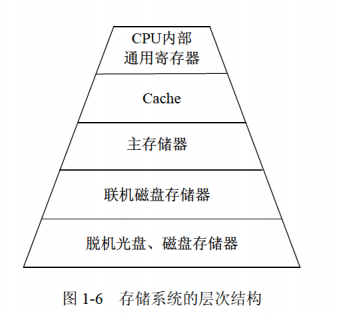 CPU内部
通用寄存器
Cache
主存储器
联机磁盘存储器
脱机光盘、磁盘存储器
图 1-6 存储系统的层次结构